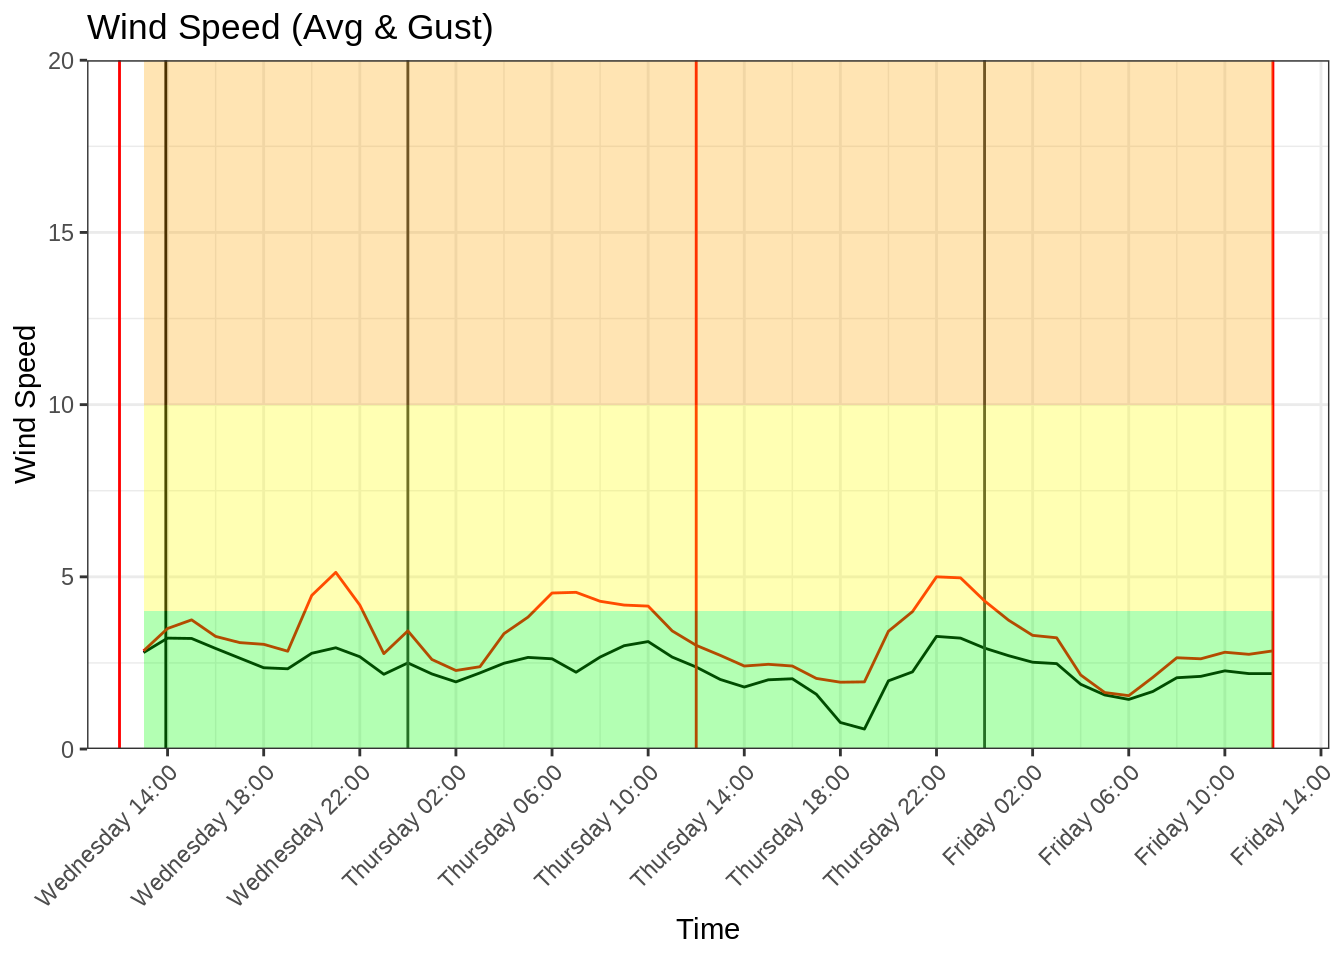 Wind Speed (Avg & Gust)
20
15
10
5
0
Wind Speed
Wednesday 14:00
Wednesday 18:00
Wednesday 22:00
Thursday 02:00
Thursday 06:00
Thursday 10:00
Thursday 14:00
Thursday 18:00
Thursday 22:00
Friday 02:00
Friday 06:00
Friday 10:00
Friday 14:00
Time